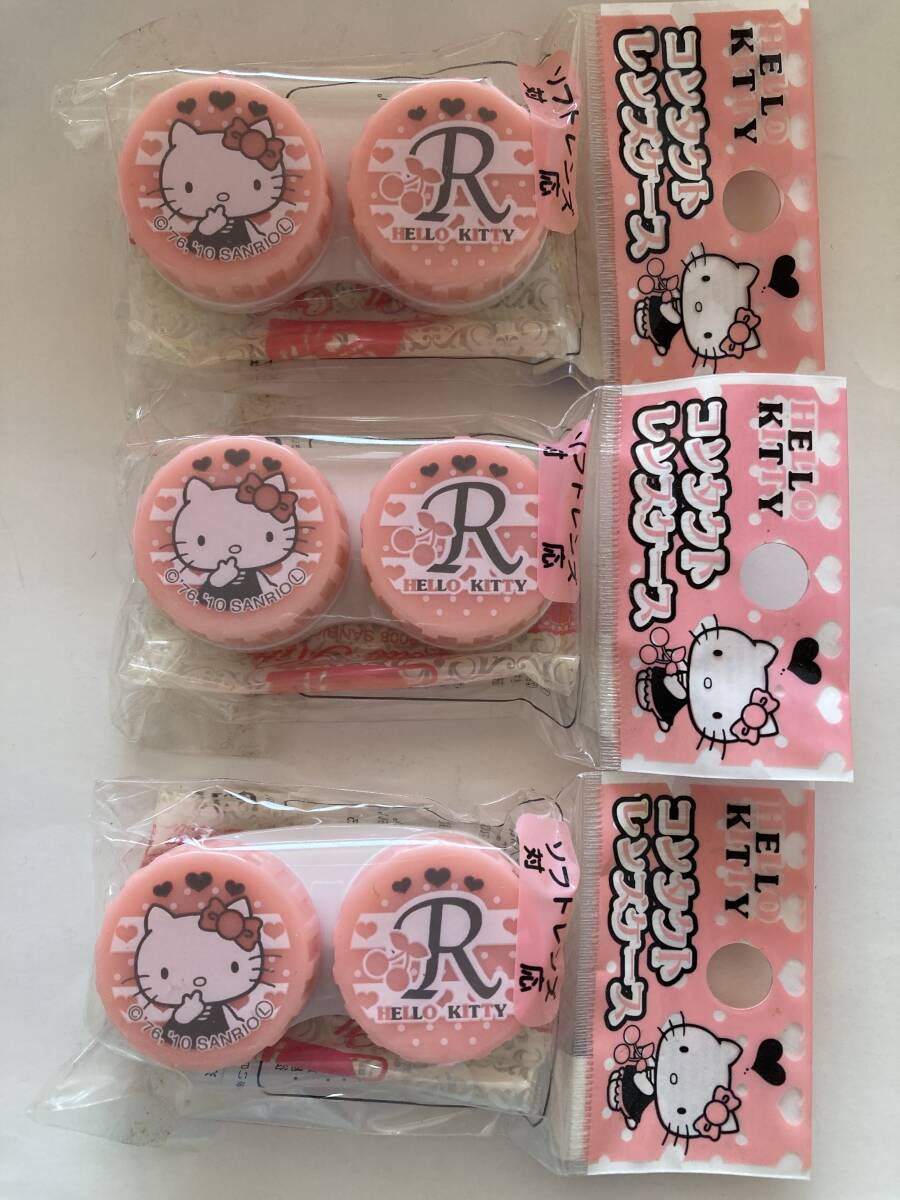 ©'76, '10 SANRIO Ⓛ
R
HELLO KITTY
ソフトレンズ
対応
HELLO
KITTY
コンタクト
レンズケース
©'76, '10 SANRIO Ⓛ
R
HELLO KITTY
ソフトレンズ
対応
HELLO
KITTY
コンタクト
レンズケース
©'76, '10 SANRIO Ⓛ
R
HELLO KITTY
ソフトレンズ
対応
HELLO
KITTY
コンタクト
レンズケース